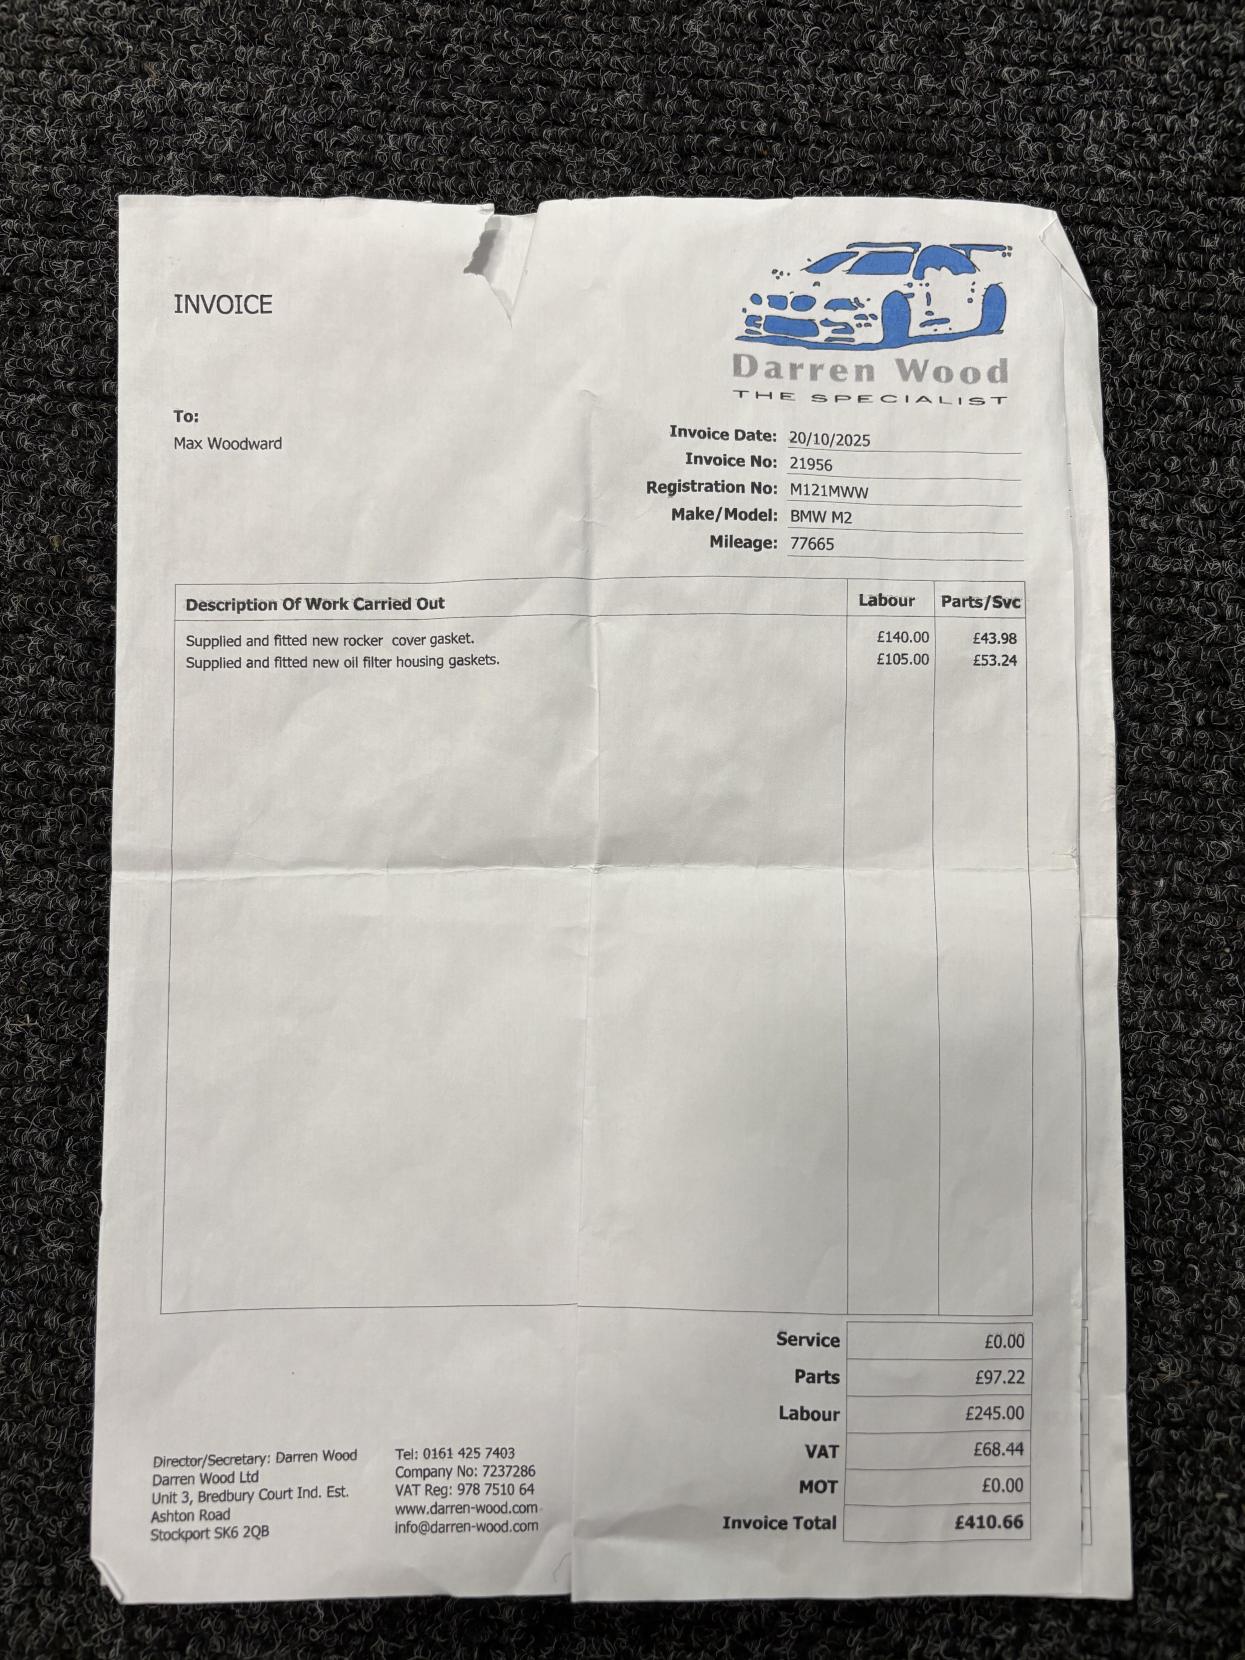 INVOICE
Darren Wood
THE SPECIALIST
To:
Max Woodward
Invoice Date: 20/10/2025
Invoice No: 21956
Registration No: M121MWW
Make/Model: BMW M2
Mileage: 77665
Description Of Work Carried Out Labour Parts/Svc
Supplied and fitted new rocker cover gasket. £140.00 £43.98
Supplied and fitted new oil filter housing gaskets. £105.00 £53.24
Service £0.00
Parts £97.22
Labour £245.00
VAT £68.44
MOT £0.00
Invoice Total £410.66
Director/Secretary: Darren Wood
Darren Wood Ltd
Unit 3, Bredbury Court Ind. Est.
Ashton Road
Stockport SK6 2QB
Tel: 0161 425 7403
Company No: 7237286
VAT Reg: 978 7510 64
www.darren-wood.com
info@darren-wood.com